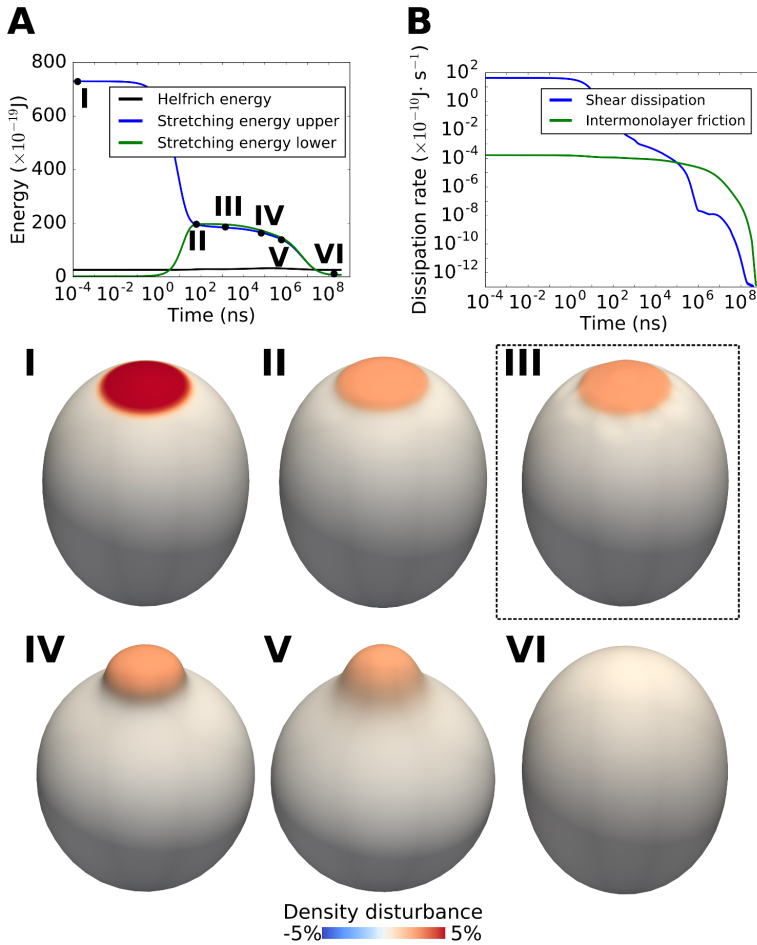 A
B
Energy (×10⁻¹⁹J)
800
600
400
200
0
I
II
III
IV
V
VI
Helfrich energy
Stretching energy upper
Stretching energy lower
10⁻⁴ 10⁻² 10⁰ 10² 10⁴ 10⁶ 10⁸
Time (ns)
Dissipation rate (×10⁻¹⁰J· s⁻¹)
10²
10⁰
10⁻²
10⁻⁴
10⁻⁶
10⁻⁸
10⁻¹⁰
10⁻¹²
Shear dissipation
Intermonolayer friction
10⁻⁴ 10⁻² 10⁰ 10² 10⁴ 10⁶ 10⁸
Time (ns)
I
II
III
IV
V
VI
Density disturbance
-5% 5%